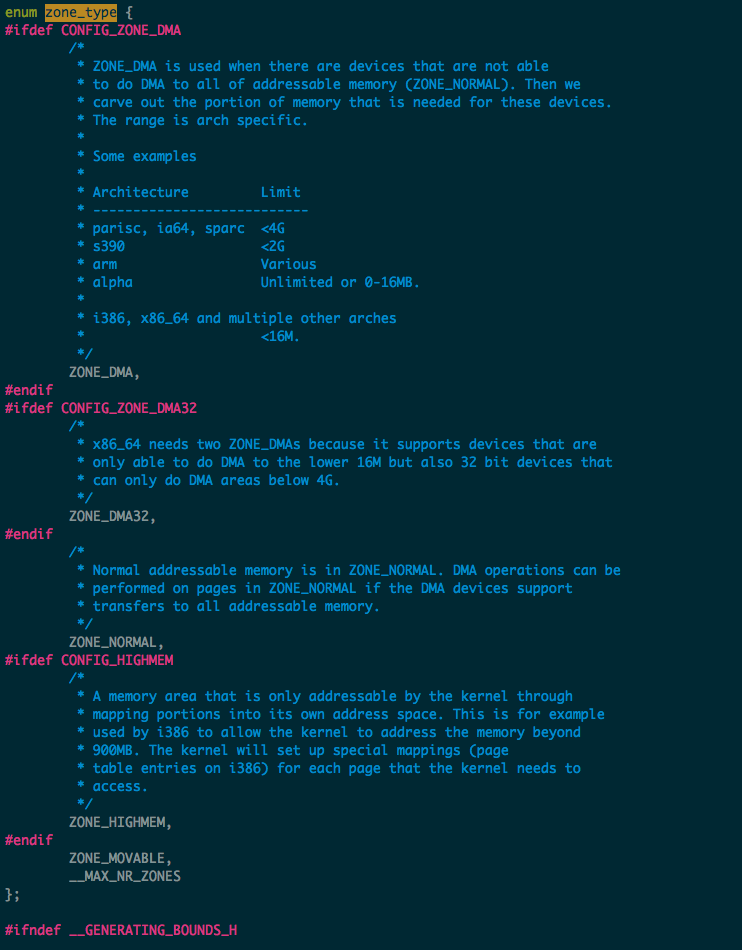 enum zone_type {
#ifdef CONFIG_ZONE_DMA
        /*
         * ZONE_DMA is used when there are devices that are not able
         * to do DMA to all of addressable memory (ZONE_NORMAL). Then we
         * carve out the portion of memory that is needed for these devices.
         * The range is arch specific.
         *
         * Some examples
         *
         * Architecture         Limit
         * ---------------------------
         * parisc, ia64, sparc  <4G
         * s390                 <2G
         * arm                  Various
         * alpha                Unlimited or 0-16MB.
         *
         * i386, x86_64 and multiple other arches
         *                      <16M.
         */
        ZONE_DMA,
#endif
#ifdef CONFIG_ZONE_DMA32
        /*
         * x86_64 needs two ZONE_DMAs because it supports devices that are
         * only able to do DMA to the lower 16M but also 32 bit devices that
         * can only do DMA areas below 4G.
         */
        ZONE_DMA32,
#endif
        /*
         * Normal addressable memory is in ZONE_NORMAL. DMA operations can be
         * performed on pages in ZONE_NORMAL if the DMA devices support
         * transfers to all addressable memory.
         */
        ZONE_NORMAL,
#ifdef CONFIG_HIGHMEM
        /*
         * A memory area that is only addressable by the kernel through
         * mapping portions into its own address space. This is for example
         * used by i386 to allow the kernel to address the memory beyond
         * 900MB. The kernel will set up special mappings (page
         * table entries on i386) for each page that the kernel needs to
         * access.
         */
        ZONE_HIGHMEM,
#endif
        ZONE_MOVABLE,
        __MAX_NR_ZONES
};
#ifndef __GENERATING_BOUNDS_H